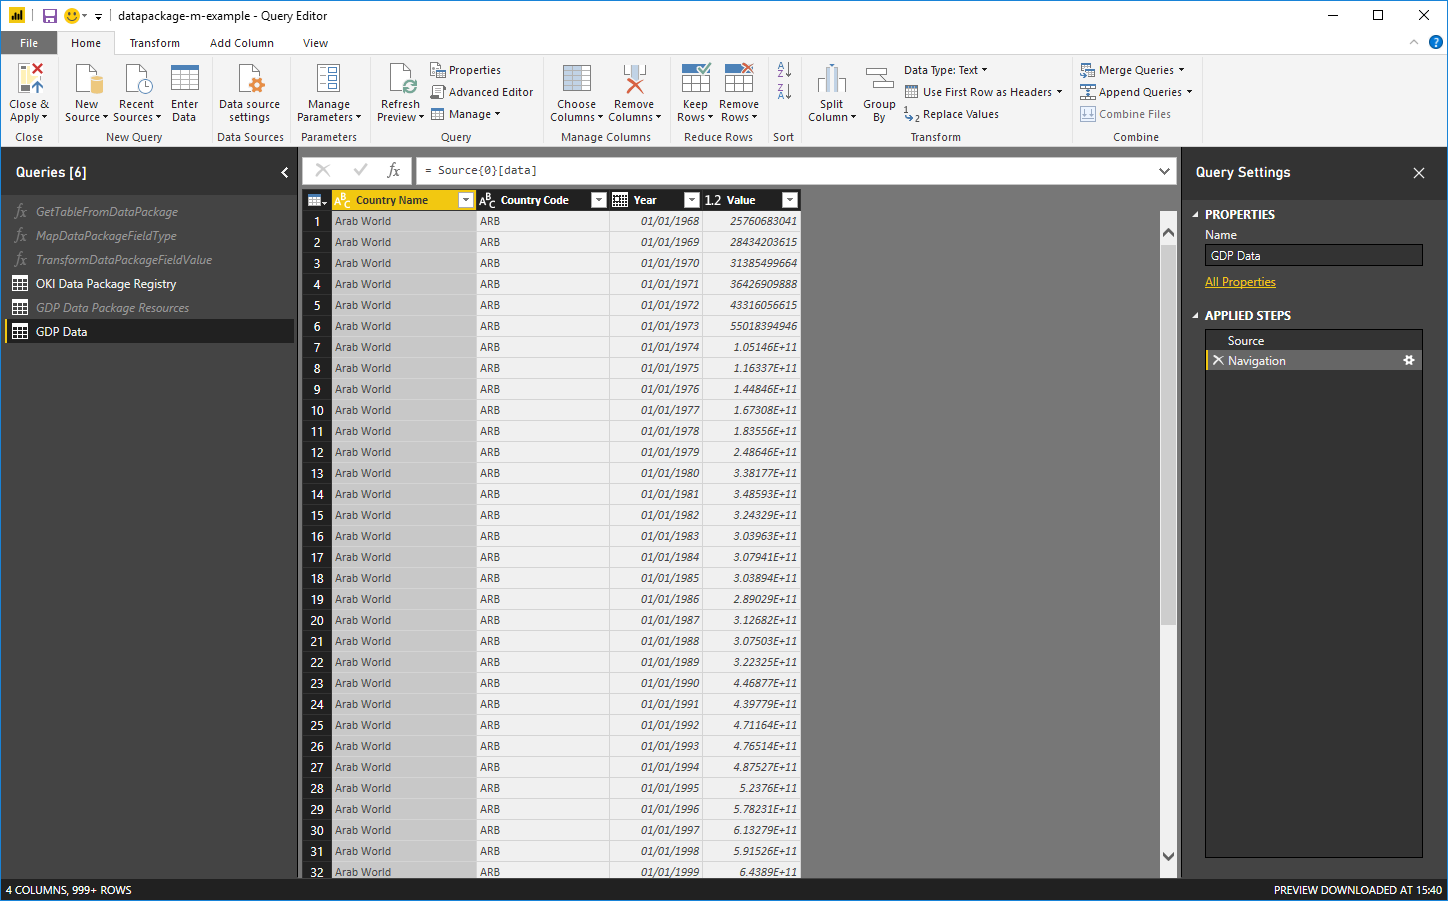 datapackage-m-example - Query Editor
File Home Transform Add Column View
Close & Apply
New Source
Recent Sources
Enter Data
Data source settings
Manage Parameters
Refresh Preview
Properties
Advanced Editor
Manage
Choose Columns
Remove Columns
Keep Rows
Remove Rows
Split Column
Group By
Data Type: Text
Use First Row as Headers
Replace Values
Merge Queries
Append Queries
Combine Files
Close New Query Data Sources Parameters Query Manage Columns Reduce Rows Sort Transform Combine
Queries [6]
GetTableFromDataPackage
MapDataPackageFieldType
TransformDataPackageFieldValue
OKI Data Package Registry
GDP Data Package Resources
GDP Data
fx = Source{0}[data]
Country Name Country Code Year 1.2 Value
1 Arab World ARB 01/01/1968 25760683041
2 Arab World ARB 01/01/1969 28434203615
3 Arab World ARB 01/01/1970 31385499664
4 Arab World ARB 01/01/1971 36426909888
5 Arab World ARB 01/01/1972 43316056615
6 Arab World ARB 01/01/1973 55018394946
7 Arab World ARB 01/01/1974 1.05146E+11
8 Arab World ARB 01/01/1975 1.16337E+11
9 Arab World ARB 01/01/1976 1.44846E+11
10 Arab World ARB 01/01/1977 1.67308E+11
11 Arab World ARB 01/01/1978 1.83556E+11
12 Arab World ARB 01/01/1979 2.48646E+11
13 Arab World ARB 01/01/1980 3.38177E+11
14 Arab World ARB 01/01/1981 3.48593E+11
15 Arab World ARB 01/01/1982 3.24329E+11
16 Arab World ARB 01/01/1983 3.03963E+11
17 Arab World ARB 01/01/1984 3.07941E+11
18 Arab World ARB 01/01/1985 3.03894E+11
19 Arab World ARB 01/01/1986 2.89029E+11
20 Arab World ARB 01/01/1987 3.12682E+11
21 Arab World ARB 01/01/1988 3.07503E+11
22 Arab World ARB 01/01/1989 3.22325E+11
23 Arab World ARB 01/01/1990 4.46877E+11
24 Arab World ARB 01/01/1991 4.39779E+11
25 Arab World ARB 01/01/1992 4.71164E+11
26 Arab World ARB 01/01/1993 4.76514E+11
27 Arab World ARB 01/01/1994 4.87527E+11
28 Arab World ARB 01/01/1995 5.2376E+11
29 Arab World ARB 01/01/1996 5.78231E+11
30 Arab World ARB 01/01/1997 6.13279E+11
31 Arab World ARB 01/01/1998 5.91526E+11
32 Arab World ARB 01/01/1999 6.4389E+11
Query Settings
PROPERTIES
Name
GDP Data
All Properties
APPLIED STEPS
Source
Navigation
4 COLUMNS, 999+ ROWS
PREVIEW DOWNLOADED AT 15:40